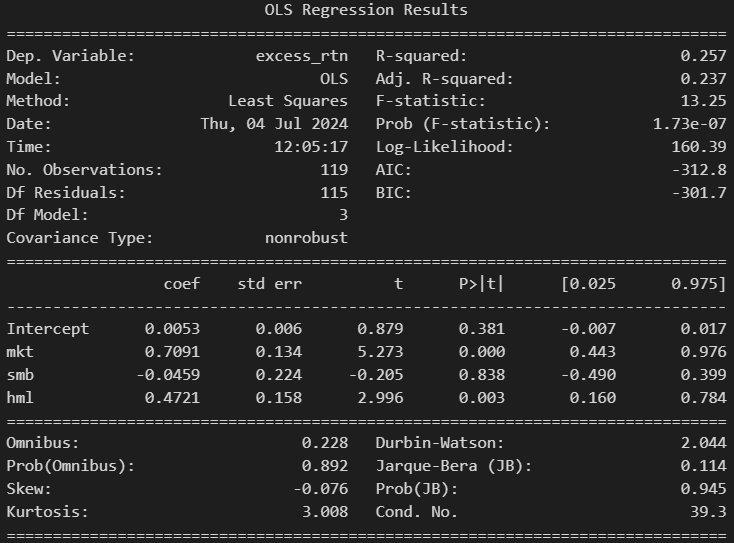 OLS Regression Results
==============================================================================
Dep. Variable:             excess_rtn   R-squared:                       0.257
Model:                            OLS   Adj. R-squared:                  0.237
Method:                 Least Squares   F-statistic:                     13.25
Date:                Thu, 04 Jul 2024   Prob (F-statistic):           1.73e-07
Time:                        12:05:17   Log-Likelihood:                 160.39
No. Observations:                 119   AIC:                            -312.8
Df Residuals:                     115   BIC:                            -301.7
Df Model:                           3
Covariance Type:            nonrobust
==============================================================================
                 coef    std err          t      P>|t|      [0.025      0.975]
------------------------------------------------------------------------------
Intercept      0.0053      0.006      0.879      0.381      -0.007       0.017
mkt            0.7091      0.134      5.273      0.000       0.443       0.976
smb           -0.0459      0.224     -0.205      0.838      -0.490       0.399
hml            0.4721      0.158      2.996      0.003       0.160       0.784
==============================================================================
Omnibus:                        0.228   Durbin-Watson:                   2.044
Prob(Omnibus):                  0.892   Jarque-Bera (JB):                0.114
Skew:                          -0.076   Prob(JB):                        0.945
Kurtosis:                       3.008   Cond. No.                         39.3
==============================================================================